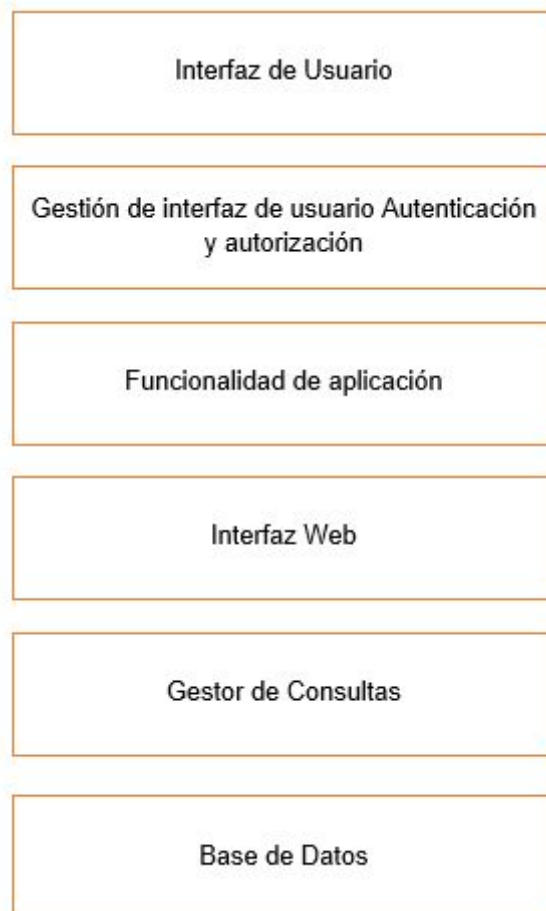 Interfaz de Usuario
Gestión de interfaz de usuario Autenticación
y autorización
Funcionalidad de aplicación
Interfaz Web
Gestor de Consultas
Base de Datos